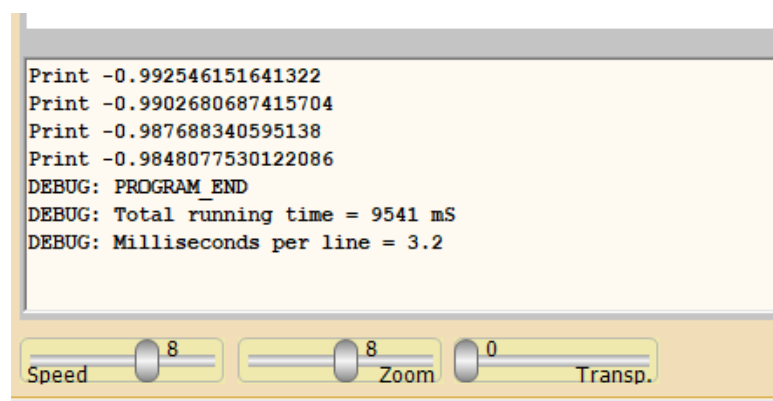 Print -0.992546151641322
Print -0.9902680687415704
Print -0.987688340595138
Print -0.9848077530122086
DEBUG: PROGRAM_END
DEBUG: Total running time = 9541 mS
DEBUG: Milliseconds per line = 3.2
8 8 0
Speed Zoom Transp.